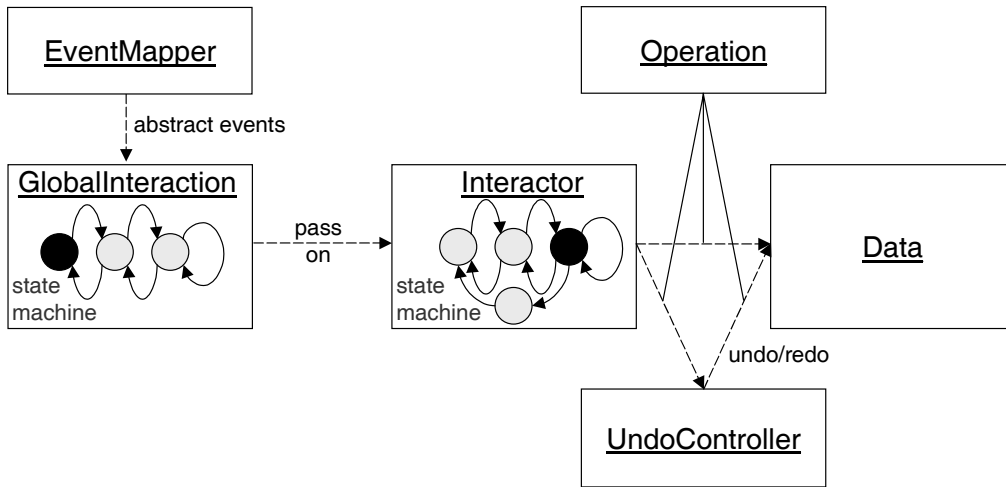 EventMapper
Operation
abstract events
GlobalInteraction
state
machine
pass
on
Interactor
state
machine
Data
undo/redo
UndoController